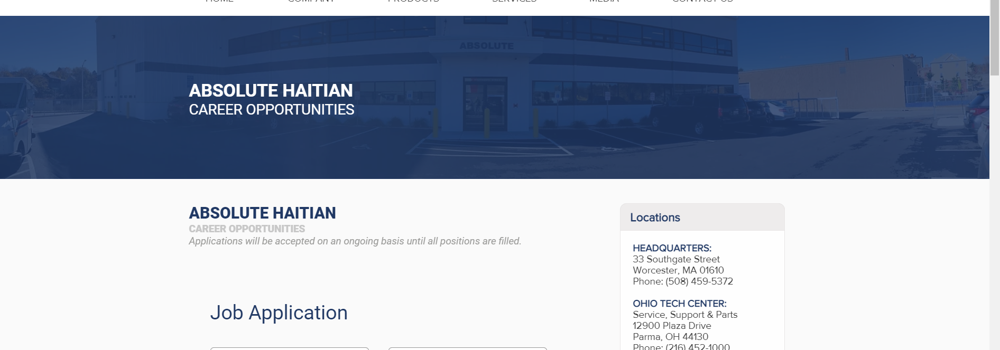 HOME COMPANY PRODUCTS SERVICES MEDIA CONTACT US
ABSOLUTE
ABSOLUTE HAITIAN
CAREER OPPORTUNITIES
ABSOLUTE HAITIAN
CAREER OPPORTUNITIES
Applications will be accepted on an ongoing basis until all positions are filled.
Job Application
Locations
HEADQUARTERS:
33 Southgate Street
Worcester, MA 01610
Phone: (508) 459-5372
OHIO TECH CENTER:
Service, Support & Parts
12900 Plaza Drive
Parma, OH 44130
Phone: (216) 452-1000